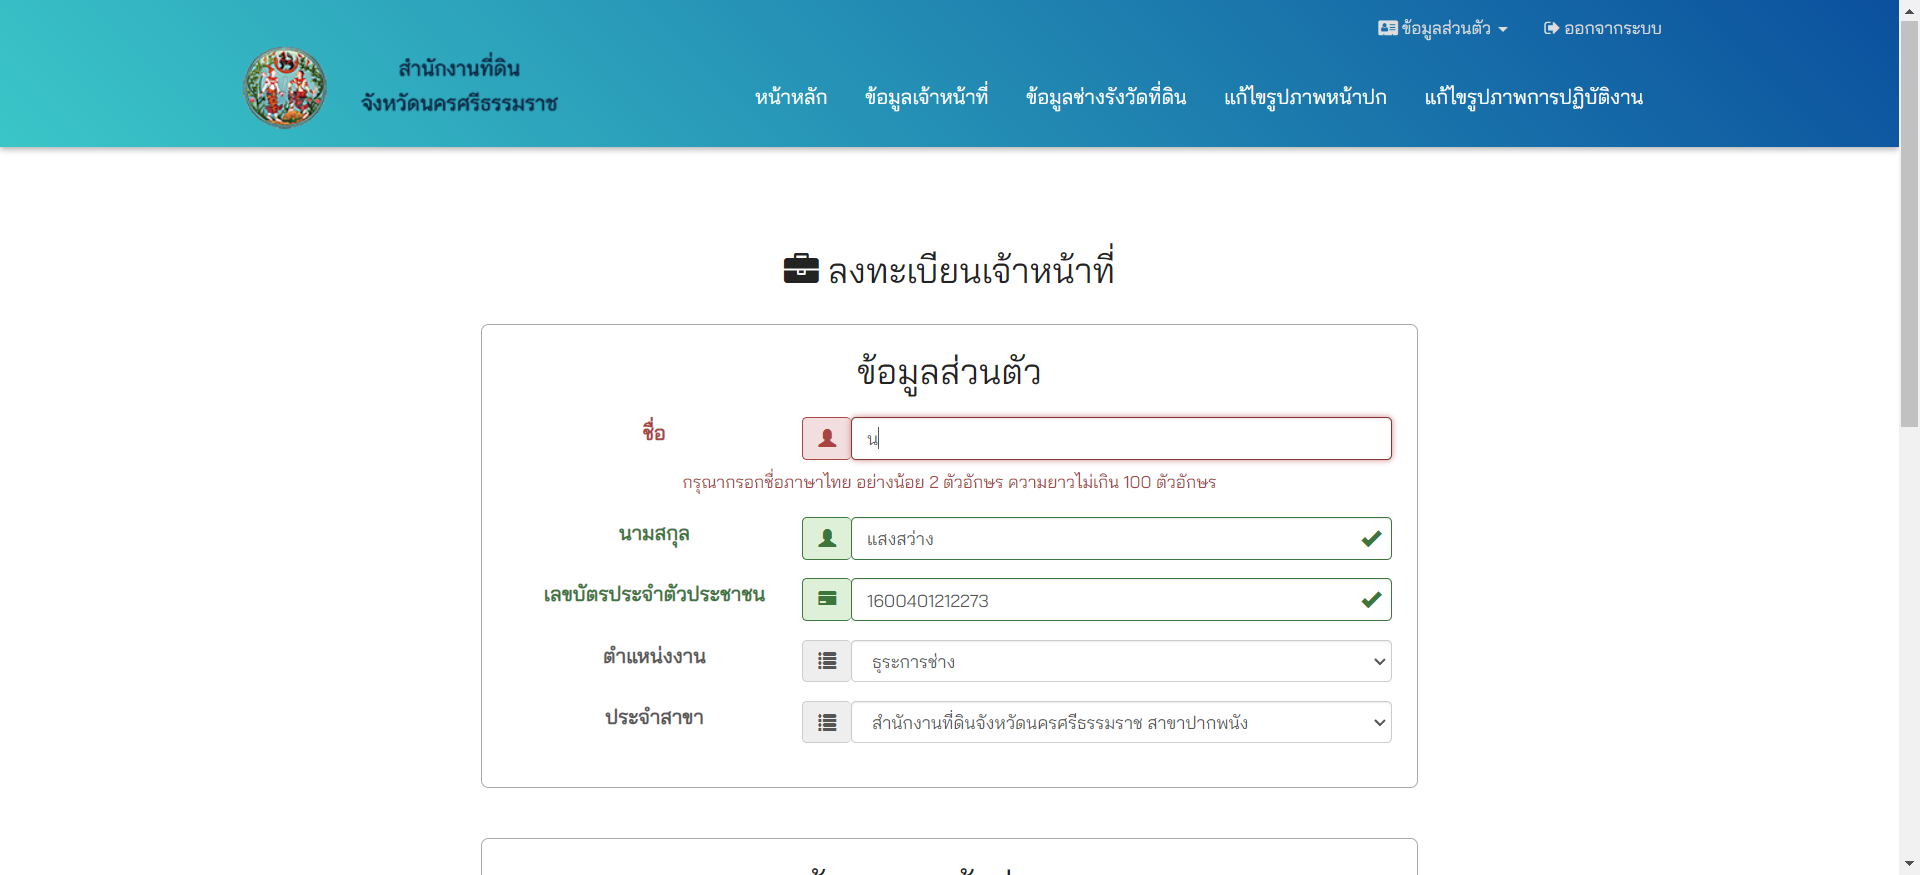 ข้อมูลส่วนตัว
ออกจากระบบ
สำนักงานที่ดิน
จังหวัดนครศรีธรรมราช
หน้าหลัก
ข้อมูลเจ้าหน้าที่
ข้อมูลช่างรังวัดที่ดิน
แก้ไขรูปภาพหน้าปก
แก้ไขรูปภาพการปฏิบัติงาน
ลงทะเบียนเจ้าหน้าที่
ข้อมูลส่วนตัว
ชื่อ
น
กรุณากรอกชื่อภาษาไทย อย่างน้อย 2 ตัวอักษร ความยาวไม่เกิน 100 ตัวอักษร
นามสกุล
แสงสว่าง
เลขบัตรประจำตัวประชาชน
1600401212273
ตำแหน่งงาน
ธุระการช่าง
ประจำสาขา
สำนักงานที่ดินจังหวัดนครศรีธรรมราช สาขาปากพนัง